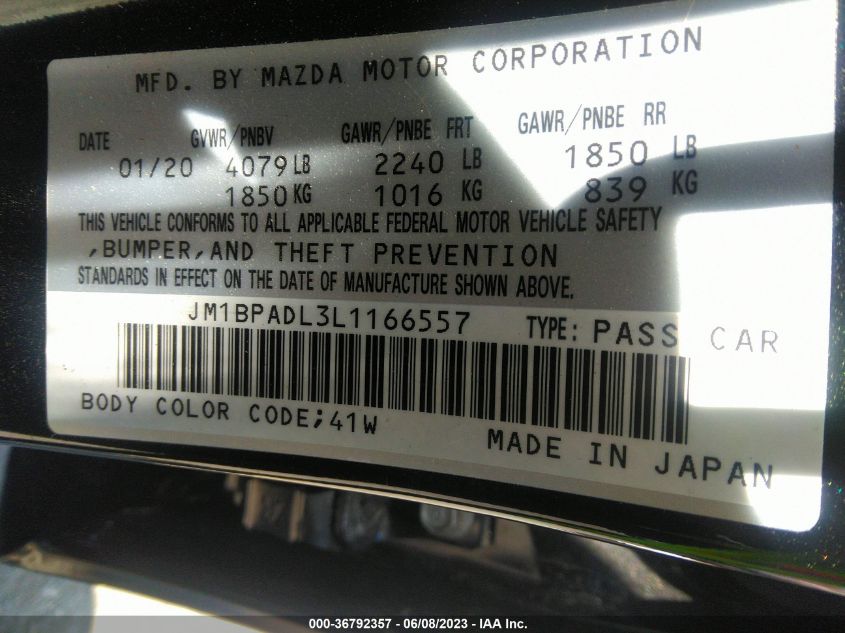 MFD. BY MAZDA MOTOR CORPORATION
DATE GVWR/PNBV GAWR/PNBE FRT GAWR/PNBE RR
01/20 4079 LB 2240 LB 1850 LB
1850 KG 1016 KG 839 KG
THIS VEHICLE CONFORMS TO ALL APPLICABLE FEDERAL MOTOR VEHICLE SAFETY
,BUMPER,AND THEFT PREVENTION
STANDARDS IN EFFECT ON THE DATE OF MANUFACTURE SHOWN ABOVE.
JM1BPADL3L1166557 TYPE: PASS CAR
BODY COLOR CODE;41W MADE IN JAPAN
000-36792357 / 06/08/2023 - IAA Inc.